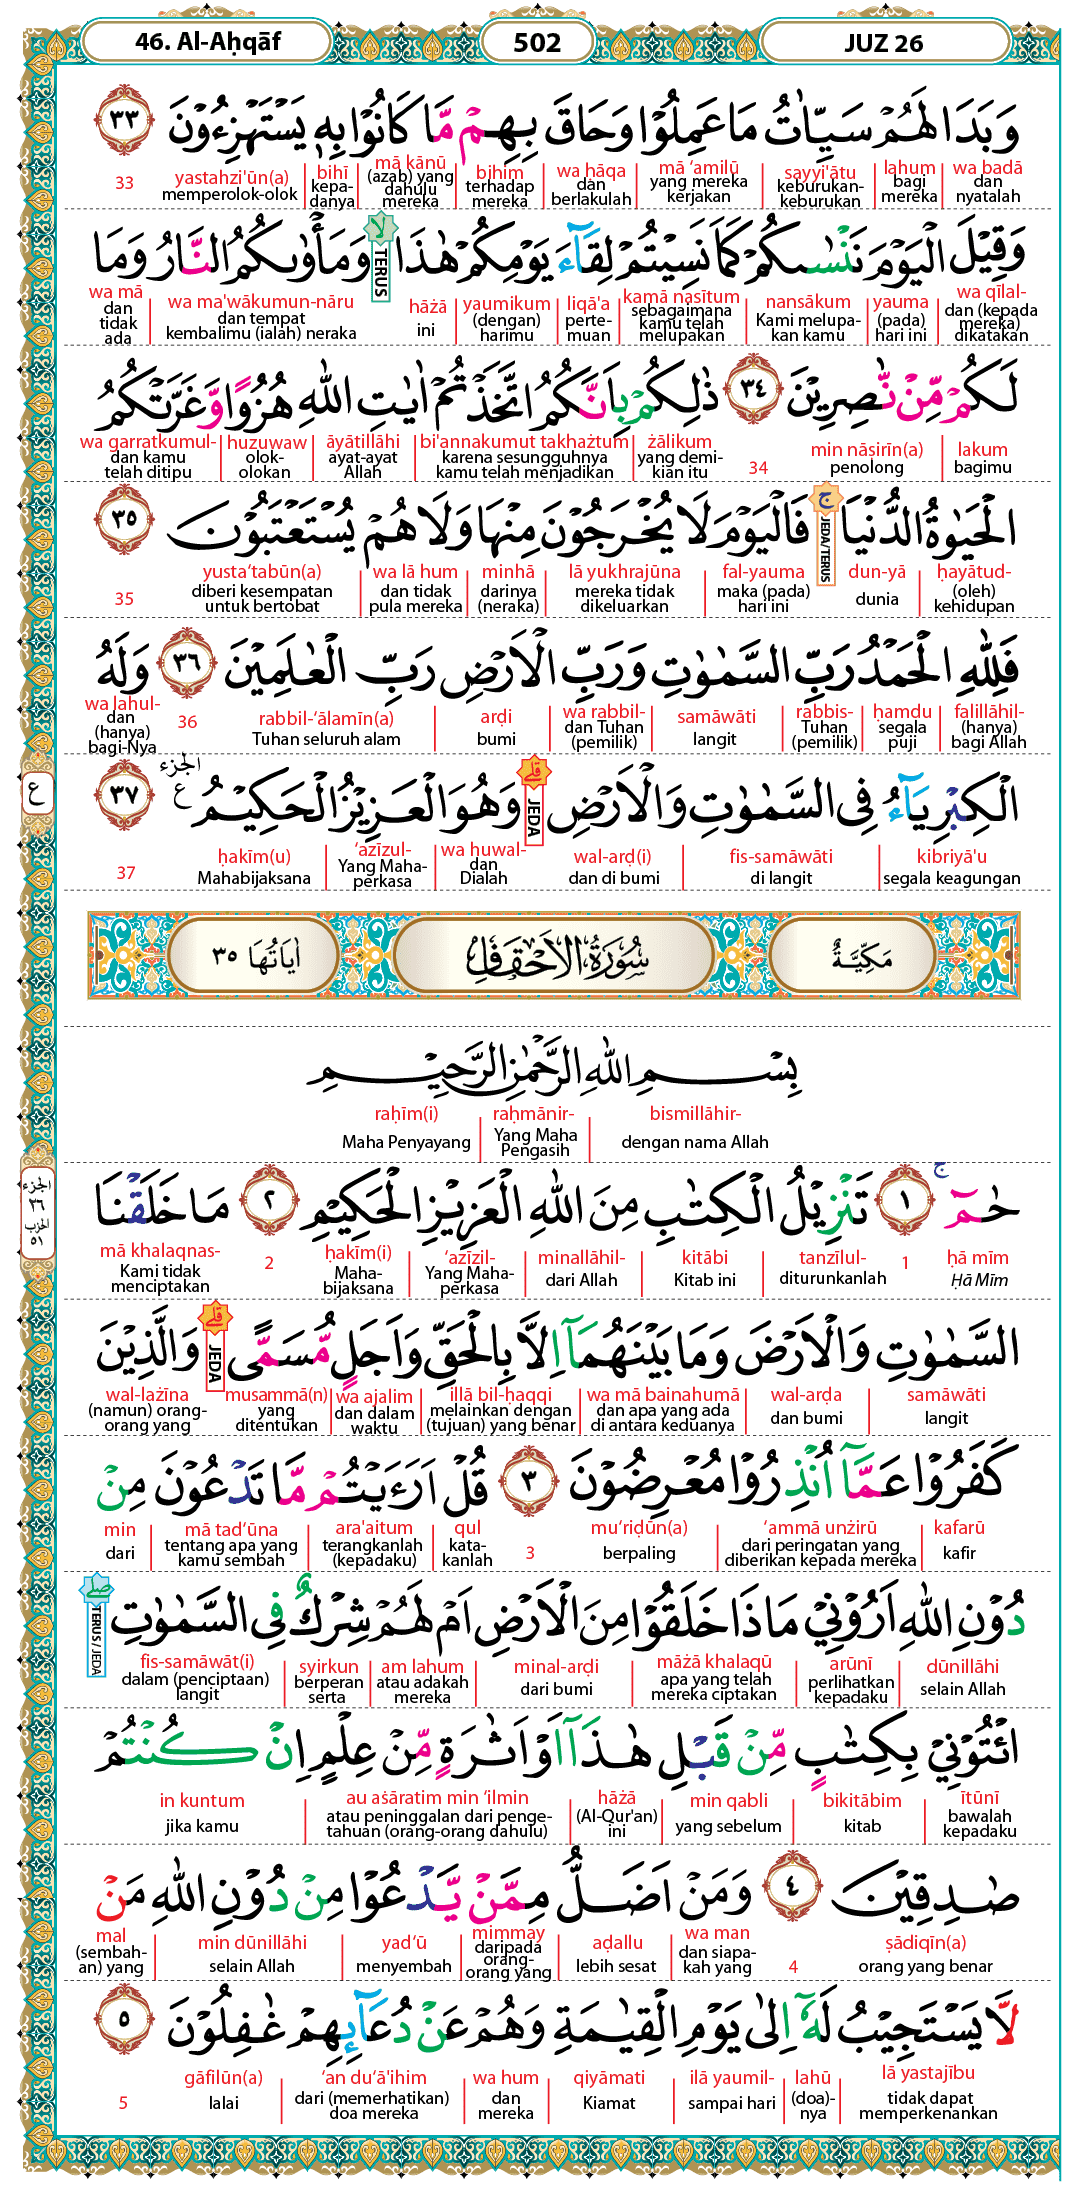 46. Al-Aḥqāf 502 JUZ 26
وَبَدَا لَهُمْ سَيِّاٰتُ مَا عَمِلُوْا وَحَاقَ بِهِمْ مَّا كَانُوْا بِهٖ يَسْتَهْزِءُوْنَ ٣٣
wa badā lahum sayyi'ātu mā ‘amilū wa ḥāqa bihim mā kānū bihī yastahzi'ūn(a) 33
dan nyatalah bagi mereka keburukan-keburukan yang mereka kerjakan dan berlakulah terhadap mereka (azab) yang dahulu mereka kepa-danya memperolok-olok
وَقِيْلَ الْيَوْمَ نَنْسٰىكُمْ كَمَا نَسِيْتُمْ لِقَاۤءَ يَوْمِكُمْ هٰذَا ۙ TERUS وَمَأْوٰىكُمُ النَّارُ وَمَا
wa qīlal- yauma nansākum kamā nasītum liqā'a yaumikum hāżā wa ma'wākumun-nāru wa mā
dan (kepada mereka) dikatakan (pada) hari ini Kami melupa-kan kamu sebagaimana kamu telah melupakan perte-muan (dengan) harimu ini dan tempat kembalimu (ialah) neraka dan tidak ada
لَكُمْ مِّنْ نّٰصِرِيْنَ ٣٤ ذٰلِكُمْ بِاَنَّكُمُ اتَّخَذْتُمْ اٰيٰتِ اللّٰهِ هُزُوًا وَّغَرَّتْكُمُ
lakum min nāṣirīn(a) 34 żālikum bi'annakumut takhażtum āyātillāhi huzuwaw wa garratkumul-
bagimu penolong yang demi-kian itu karena sesungguhnya kamu telah menjadikan ayat-ayat Allah olok-olokan dan kamu telah ditipu
الْحَيٰوةُ الدُّنْيَا ۚ JEDA/TERUS فَالْيَوْمَ لَا يُخْرَجُوْنَ مِنْهَا وَلَا هُمْ يُسْتَعْتَبُوْنَ ٣٥
ḥayātud- dun-yā fal-yauma lā yukhrajūna minhā wa lā hum yusta‘tabūn(a) 35
(oleh) kehidupan dunia maka (pada) hari ini mereka tidak dikeluarkan darinya (neraka) dan tidak pula mereka diberi kesempatan untuk bertobat
فَلِلّٰهِ الْحَمْدُ رَبِّ السَّمٰوٰتِ وَرَبِّ الْاَرْضِ رَبِّ الْعٰلَمِيْنَ ٣٦ وَلَهُ
falillāhil- ḥamdu rabbis- samāwāti wa rabbil- arḍi rabbil-‘ālamīn(a) 36 wa lahul-
(hanya) bagi Allah segala puji Tuhan (pemilik) langit dan Tuhan (pemilik) bumi Tuhan seluruh alam dan (hanya) bagi-Nya
الْكِبْرِيَاۤءُ فِى السَّمٰوٰتِ وَالْاَرْضِ ۗ JEDA وَهُوَ الْعَزِيْزُ الْحَكِيْمُ ࣖ الجزء ٣٧
ع
kibriyā'u fis-samāwāti wal-arḍ(i) wa huwal- ‘azīzul- ḥakīm(u) 37
segala keagungan di langit dan di bumi dan Dialah Yang Maha-perkasa Mahabijaksana
مَكِّيَّةٌ سُوْرَةُ الْاَحْقَافِ اٰيَاتُهَا ٣٥
بِسْمِ اللّٰهِ الرَّحْمٰنِ الرَّحِيْمِ
bismillāhir- raḥmānir- raḥīm(i)
dengan nama Allah Yang Maha Pengasih Maha Penyayang
الجزء
٢٦
الحزب
٥١
حٰمۤ ۚ ١ تَنْزِيْلُ الْكِتٰبِ مِنَ اللّٰهِ الْعَزِيْزِ الْحَكِيْمِ ٢ مَا خَلَقْنَا
ḥā mīm 1 tanzīlul- kitābi minallāhil- ‘azīzil- ḥakīm(i) 2 mā khalaqnas-
Ḥā Mīm diturunkanlah Kitab ini dari Allah Yang Maha-perkasa Maha-bijaksana Kami tidak menciptakan
السَّمٰوٰتِ وَالْاَرْضَ وَمَا بَيْنَهُمَآ اِلَّا بِالْحَقِّ وَاَجَلٍ مُّسَمًّى ۗ JEDA وَالَّذِيْنَ
samāwāti wal-arḍa wa mā bainahumā illā bil-ḥaqqi wa ajalim musammā(n) wal-lażīna
langit dan bumi dan apa yang ada di antara keduanya melainkan dengan (tujuan) yang benar dan dalam waktu yang ditentukan (namun) orang-orang yang
كَفَرُوْا عَمَّآ اُنْذِرُوْا مُعْرِضُوْنَ ٣ قُلْ اَرَءَيْتُمْ مَّا تَدْعُوْنَ مِنْ
kafarū ‘ammā unżirū mu‘riḍūn(a) 3 qul ara'aitum mā tad‘ūna min
kafir dari peringatan yang diberikan kepada mereka berpaling kata-kanlah terangkanlah (kepadaku) tentang apa yang kamu sembah dari
دُوْنِ اللّٰهِ اَرُوْنِيْ مَاذَا خَلَقُوْا مِنَ الْاَرْضِ اَمْ لَهُمْ شِرْكٌ فِى السَّمٰوٰتِ ۖ TERUS / JEDA
dūnillāhi arūnī māżā khalaqū minal-arḍi am lahum syirkun fis-samāwāt(i)
selain Allah perlihatkan kepadaku apa yang telah mereka ciptakan dari bumi atau adakah mereka berperan serta dalam (penciptaan) langit
ائْتُوْنِيْ بِكِتٰبٍ مِّنْ قَبْلِ هٰذَآ اَوْ اَثٰرَةٍ مِّنْ عِلْمٍ اِنْ كُنْتُمْ
ītūnī bikitābim min qabli hāżā au aṡāratim min ‘ilmin in kuntum
bawalah kepadaku kitab yang sebelum (Al-Qur'an) ini atau peninggalan dari penge-tahuan (orang-orang dahulu) jika kamu
صٰدِقِيْنَ ٤ وَمَنْ اَضَلُّ مِمَّنْ يَّدْعُوْا مِنْ دُوْنِ اللّٰهِ مَنْ
ṣādiqīn(a) 4 wa man aḍallu mimmay yad‘ū min dūnillāhi mal
orang yang benar dan siapa-kah yang lebih sesat daripada orang-orang yang menyembah selain Allah (sembah-an) yang
لَّا يَسْتَجِيْبُ لَهٗٓ اِلٰى يَوْمِ الْقِيٰمَةِ وَهُمْ عَنْ دُعَاۤىِٕهِمْ غٰفِلُوْنَ ٥
lā yastajību lahū ilā yaumil- qiyāmati wa hum ‘an du‘ā'ihim gāfilūn(a) 5
tidak dapat memperkenankan (doa)-nya sampai hari Kiamat dan mereka dari (memerhatikan) doa mereka lalai